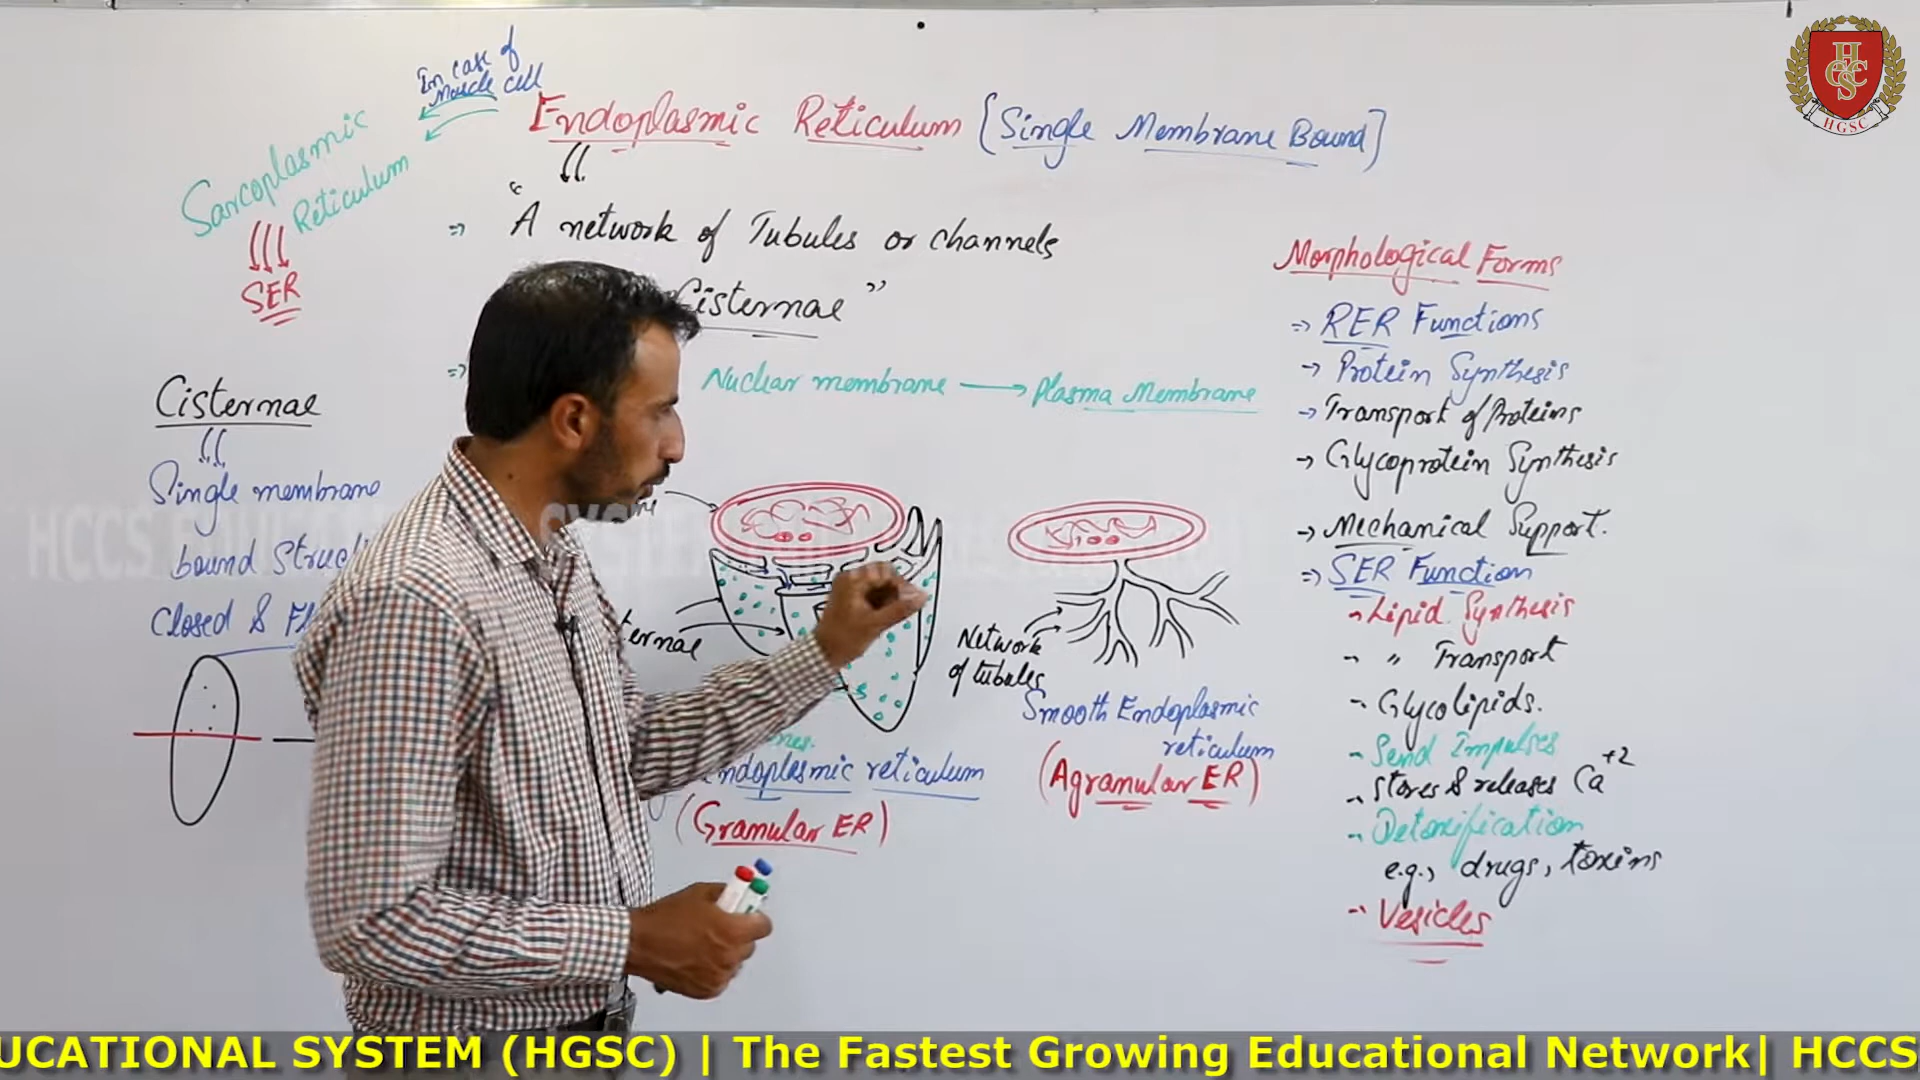 In case of
muscle cell
Endoplasmic Reticulum [Single Membrane Bound]
Sarcoplasmic
Reticulum
SER
"A network of Tubules or channels
Cisternae"
Nuclear membrane → Plasma Membrane
Cisternae
Single membrane
bound
Closed &
Network
of tubules
ndoplasmic reticulum
(Granular ER)
Smooth Endoplasmic
reticulum
(Agranular ER)
Morphological Forms
⇒ RER Functions
→ Protein Synthesis
→ Transport of Proteins
→ Glycoprotein Synthesis
→ Mechanical Support.
⇒ SER Function
- Lipid Synthesis
- " Transport
- Glycolipids.
- Send Impulses
- Stores & releases Ca+2
- Detoxification
e.g., drugs, toxins
- Vesicles
HGSC
UCATIONAL SYSTEM (HGSC) | The Fastest Growing Educational Network| HCCS